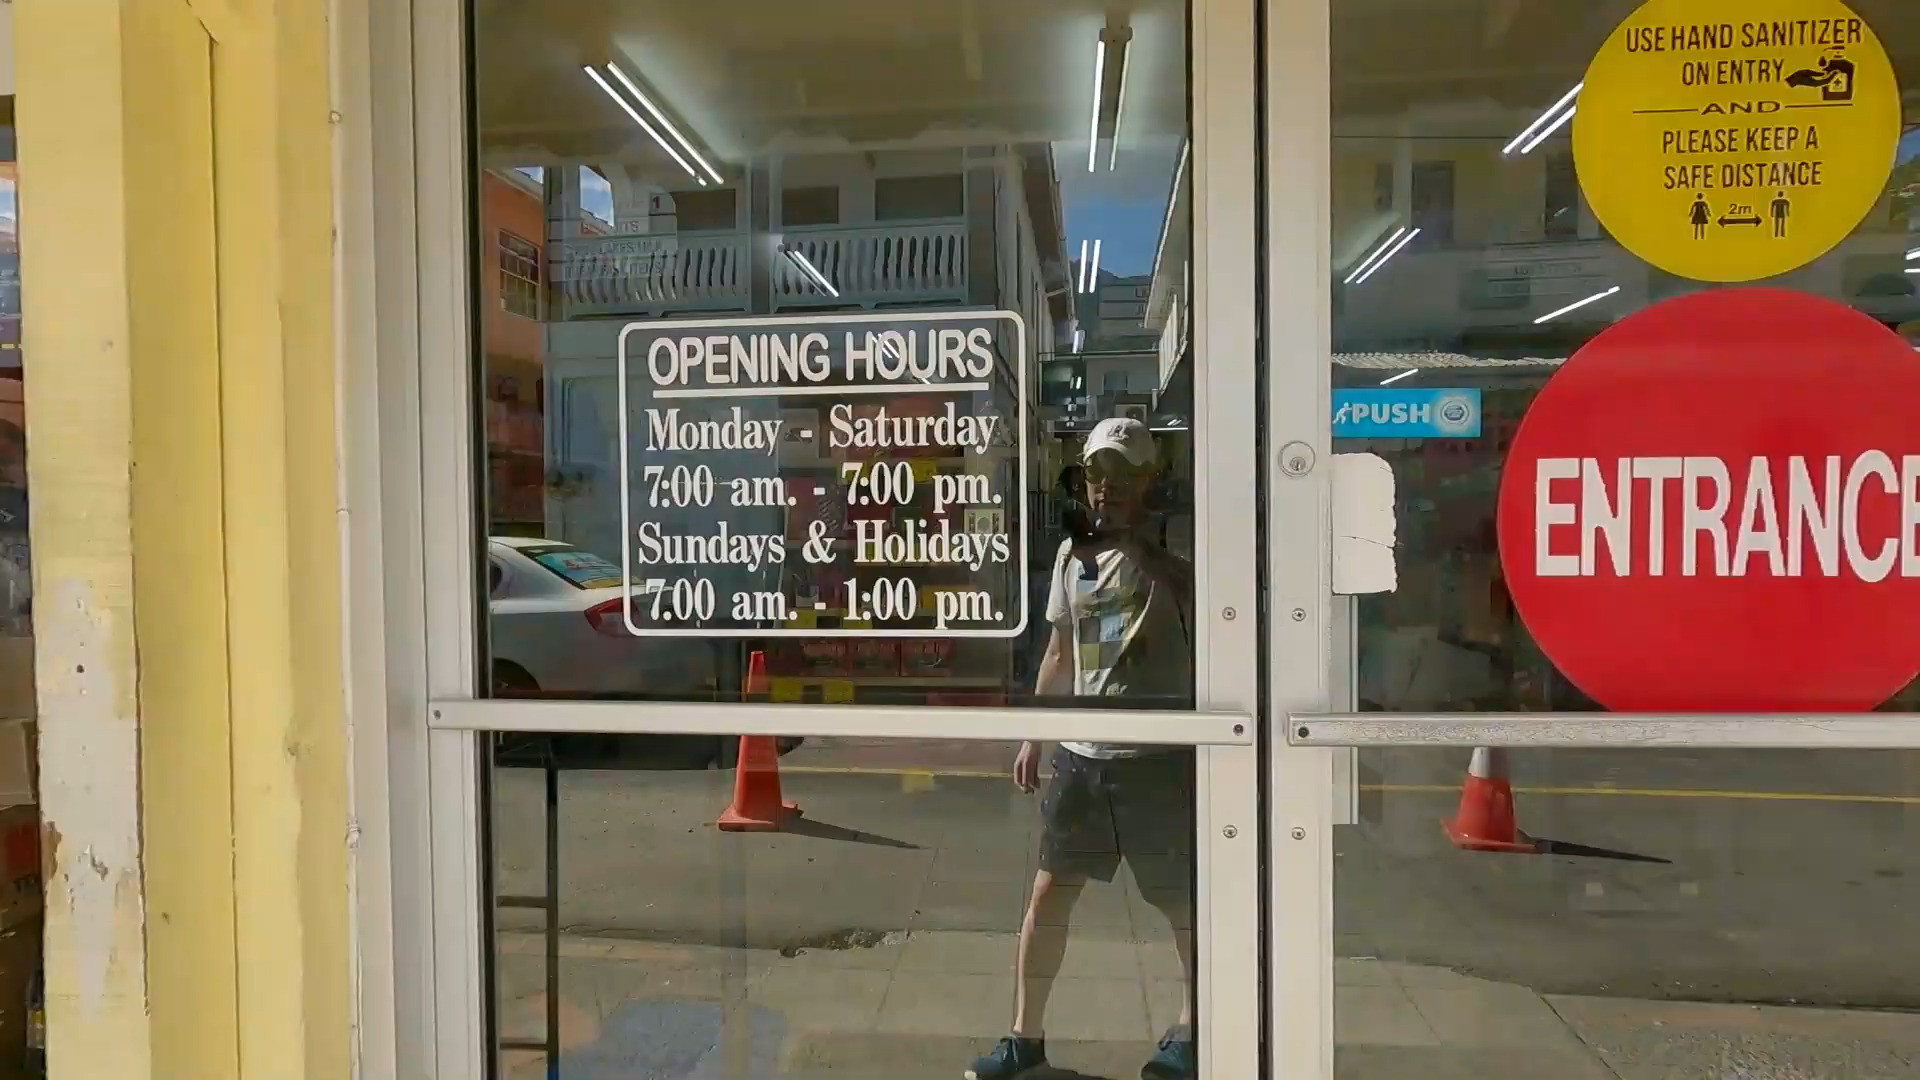 OPENING HOURS
Monday - Saturday
7:00 am. - 7:00 pm.
Sundays & Holidays
7.00 am. - 1:00 pm.
USE HAND SANITIZER
ON ENTRY
AND
PLEASE KEEP A
SAFE DISTANCE
2m
PUSH
ENTRANCE